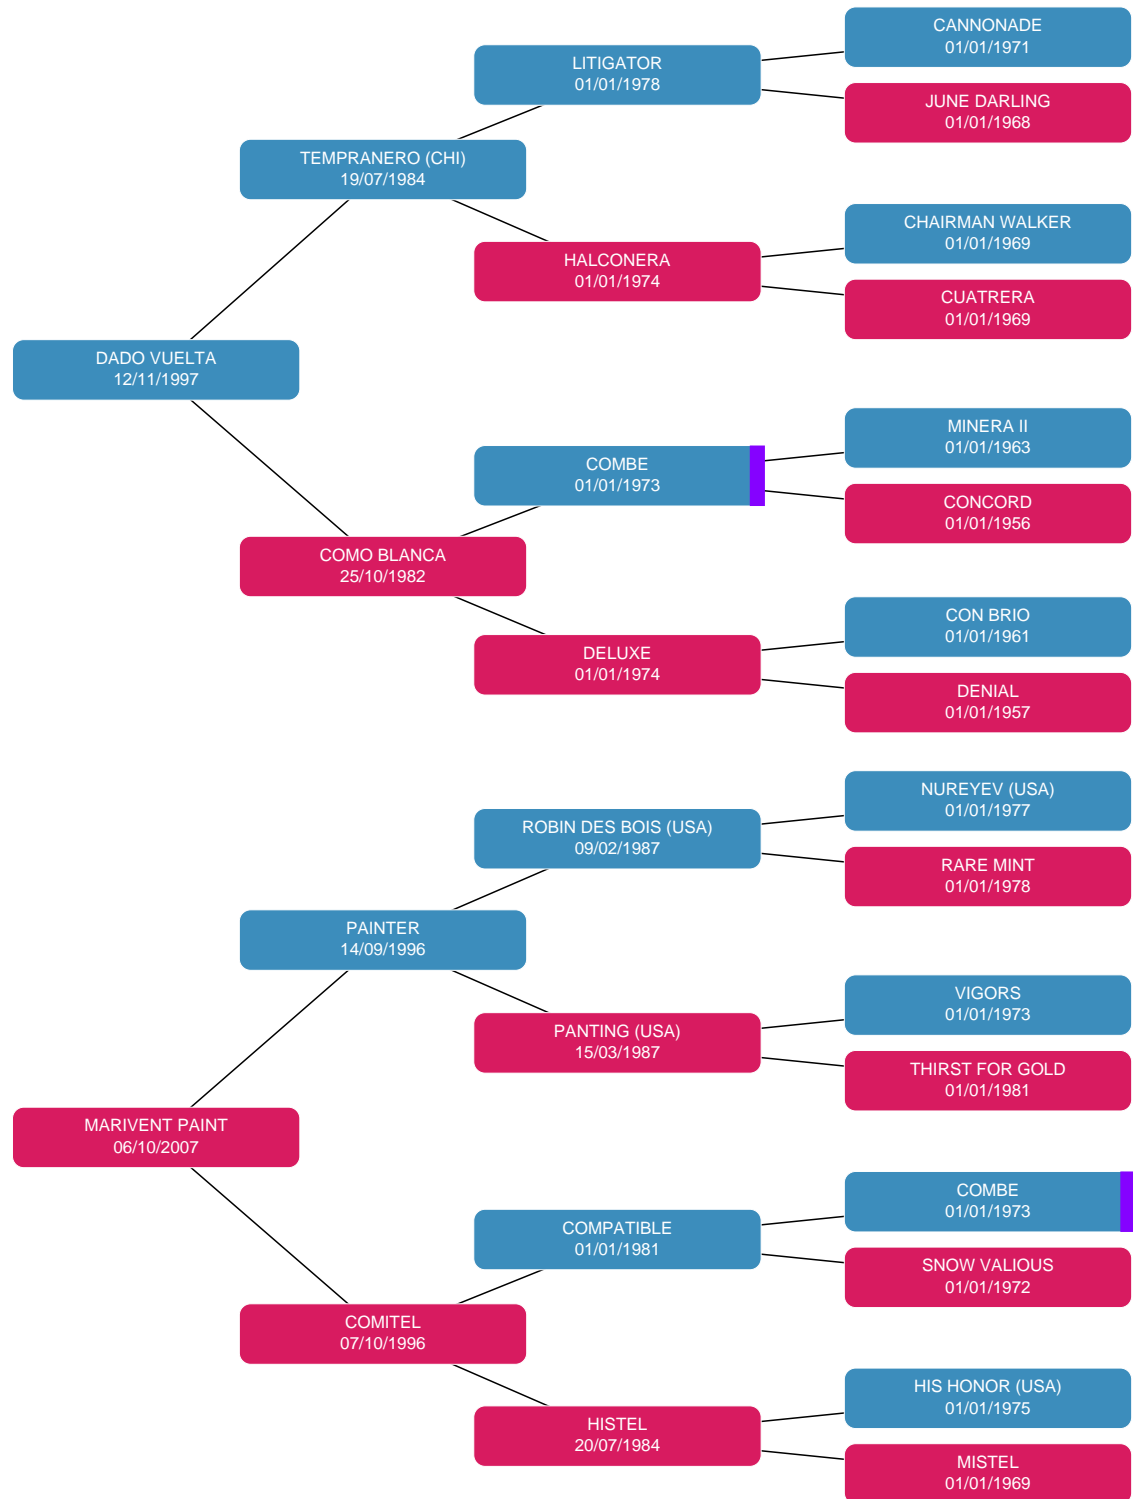 CANNONADE
01/01/1971
LITIGATOR
01/01/1978
JUNE DARLING
01/01/1968
TEMPRANERO (CHI)
19/07/1984
CHAIRMAN WALKER
01/01/1969
HALCONERA
01/01/1974
CUATRERA
01/01/1969
DADO VUELTA
12/11/1997
MINERA II
01/01/1963
COMBE
01/01/1973
CONCORD
01/01/1956
COMO BLANCA
25/10/1982
CON BRIO
01/01/1961
DELUXE
01/01/1974
DENIAL
01/01/1957
NUREYEV (USA)
01/01/1977
ROBIN DES BOIS (USA)
09/02/1987
RARE MINT
01/01/1978
PAINTER
14/09/1996
VIGORS
01/01/1973
PANTING (USA)
15/03/1987
THIRST FOR GOLD
01/01/1981
MARIVENT PAINT
06/10/2007
COMBE
01/01/1973
COMPATIBLE
01/01/1981
SNOW VALIOUS
01/01/1972
COMITEL
07/10/1996
HIS HONOR (USA)
01/01/1975
HISTEL
20/07/1984
MISTEL
01/01/1969